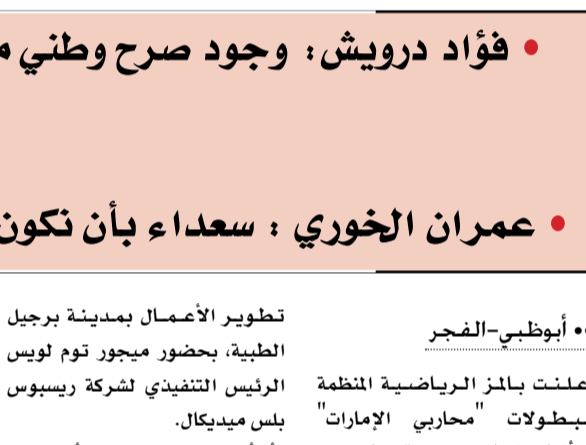 • فؤاد درويش: وجود صرح وطني
• عمران الخوري : سعداء بأن نكون
•• أبوظبي-الفجر
علنت بالمز الرياضية المنظمة
بطولات "محاربي الإمارات"
تطوير الأعمال بمدينة برجيل
الطبية، بحضور ميجور توم لويس
الرئيس التنفيذي لشركة ريسبوس
بلس ميديكال.